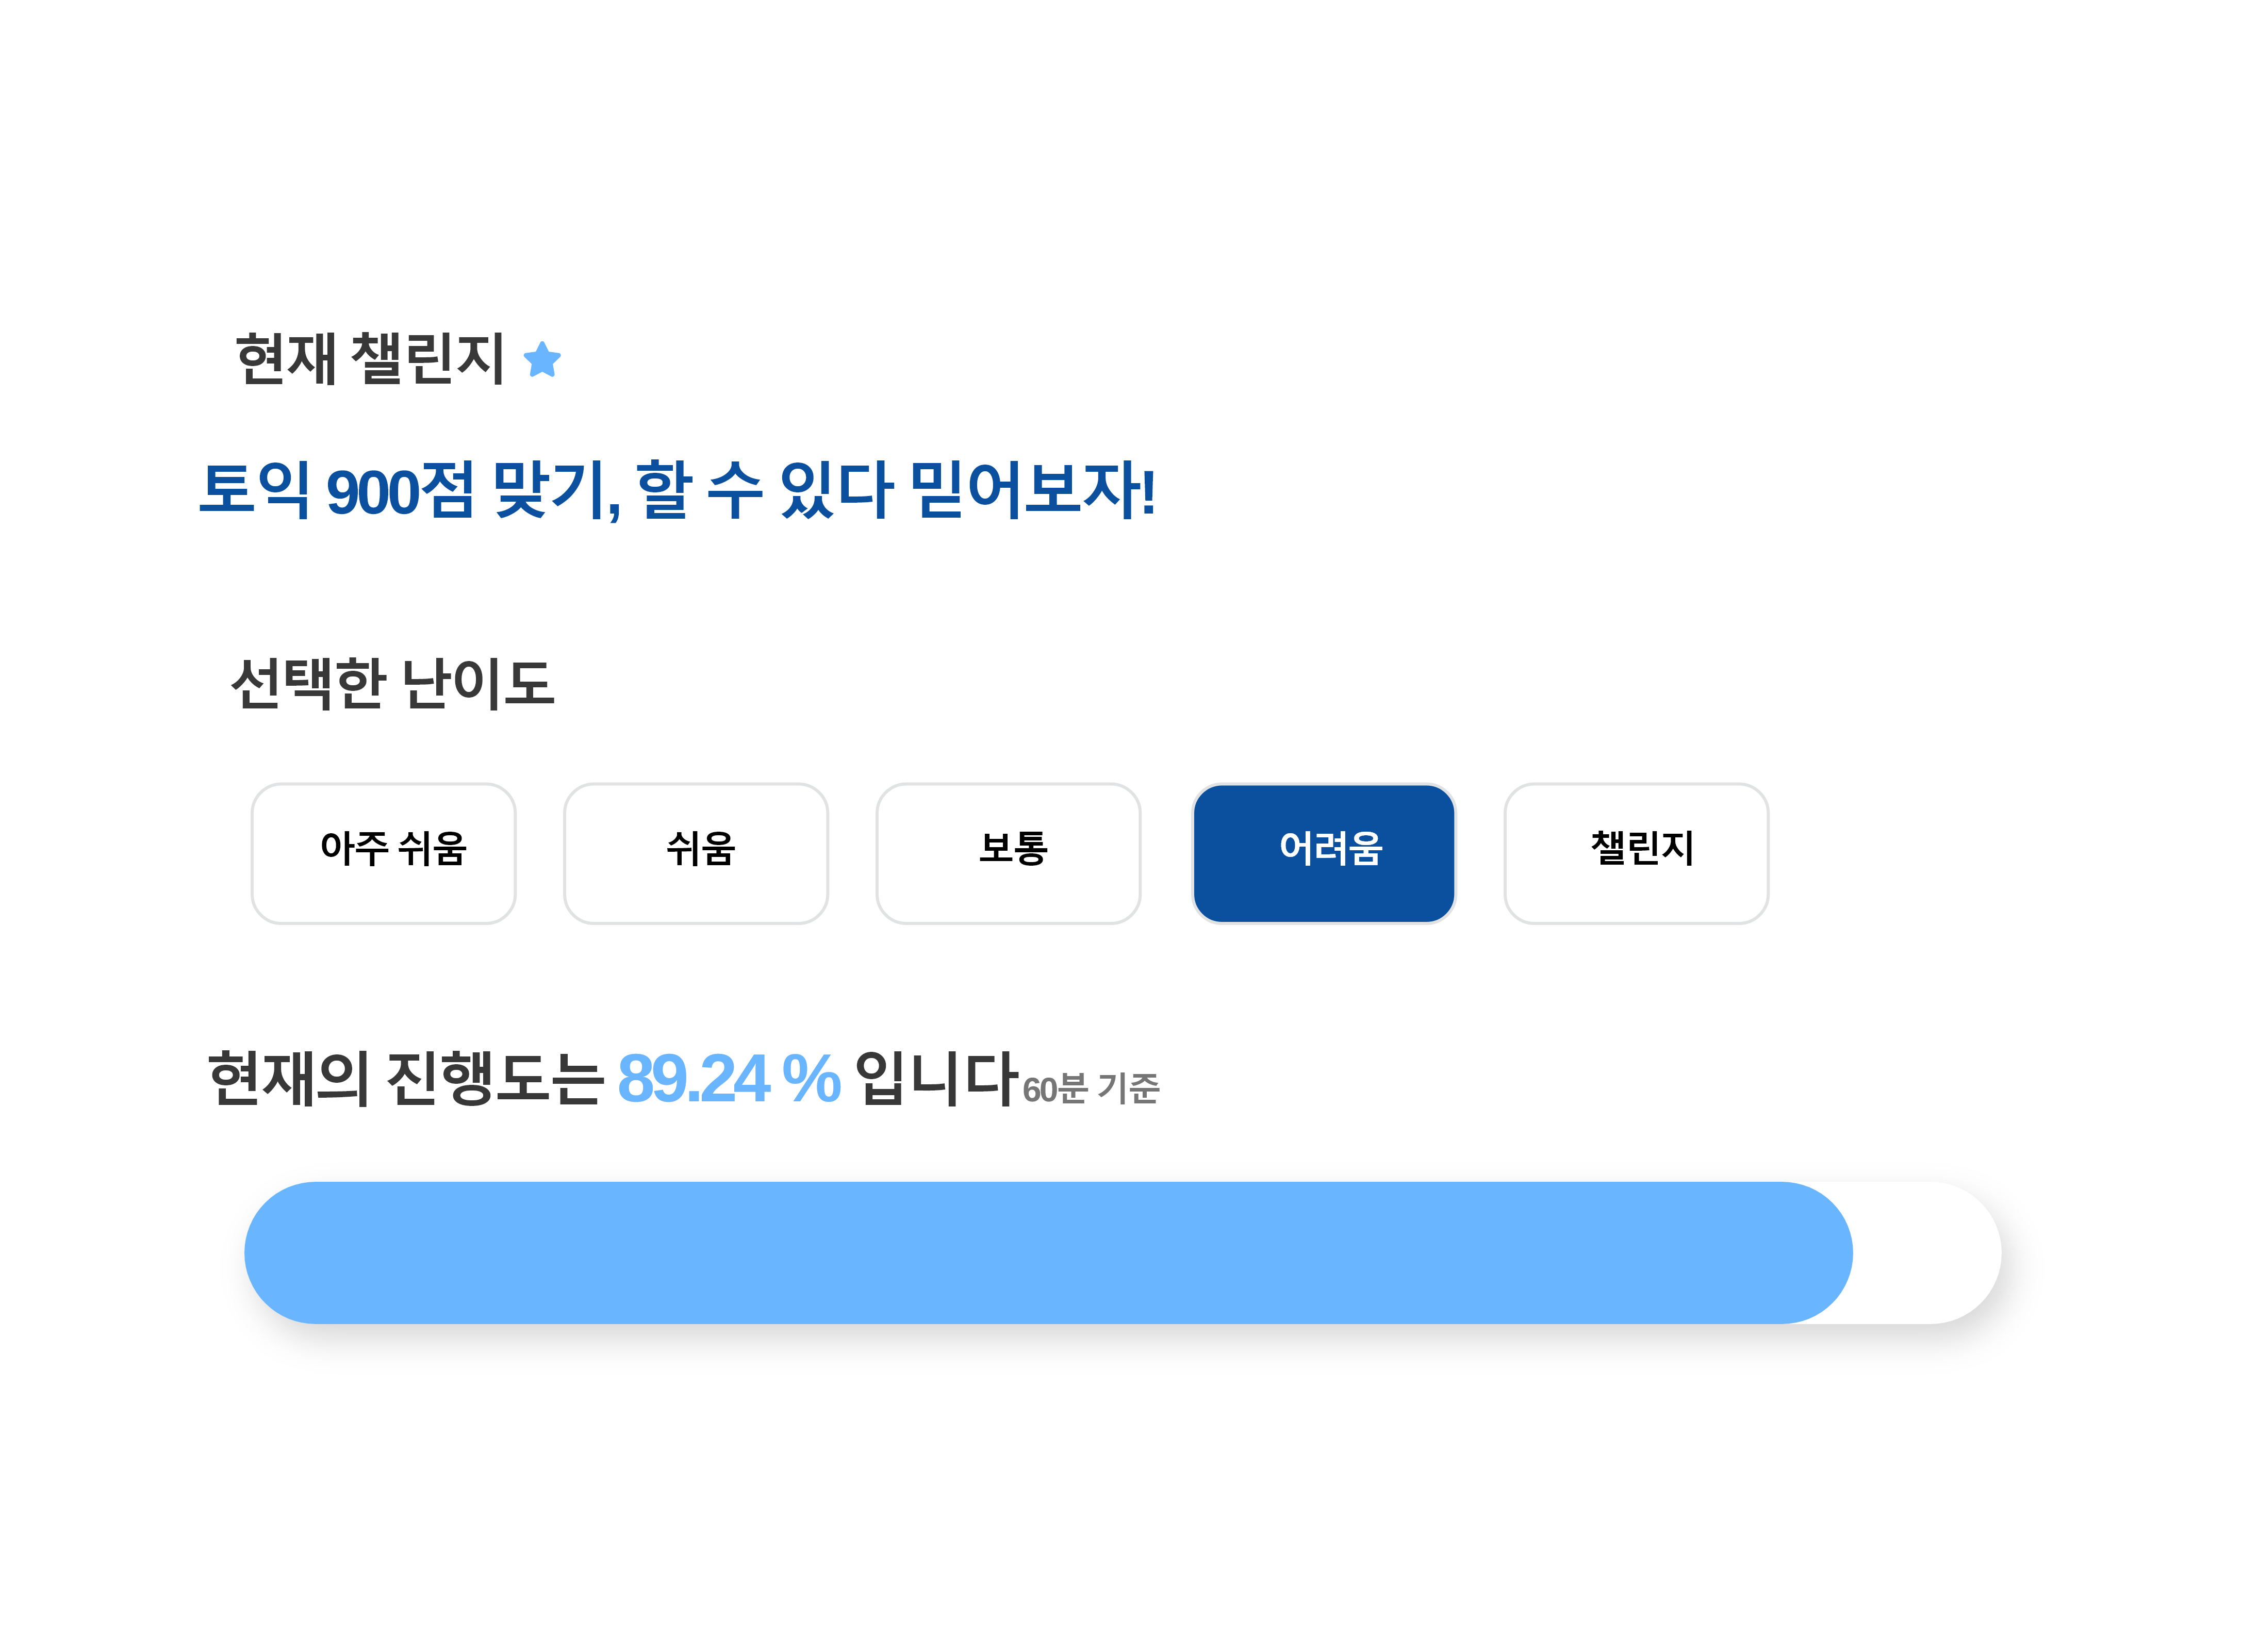 현재 챌린지
토익 900점 맞기, 할 수 있다 믿어보자!
선택한 난이도
아주 쉬움 쉬움 보통 어려움 챌린지
현재의 진행도는 89.24 % 입니다 60분 기준